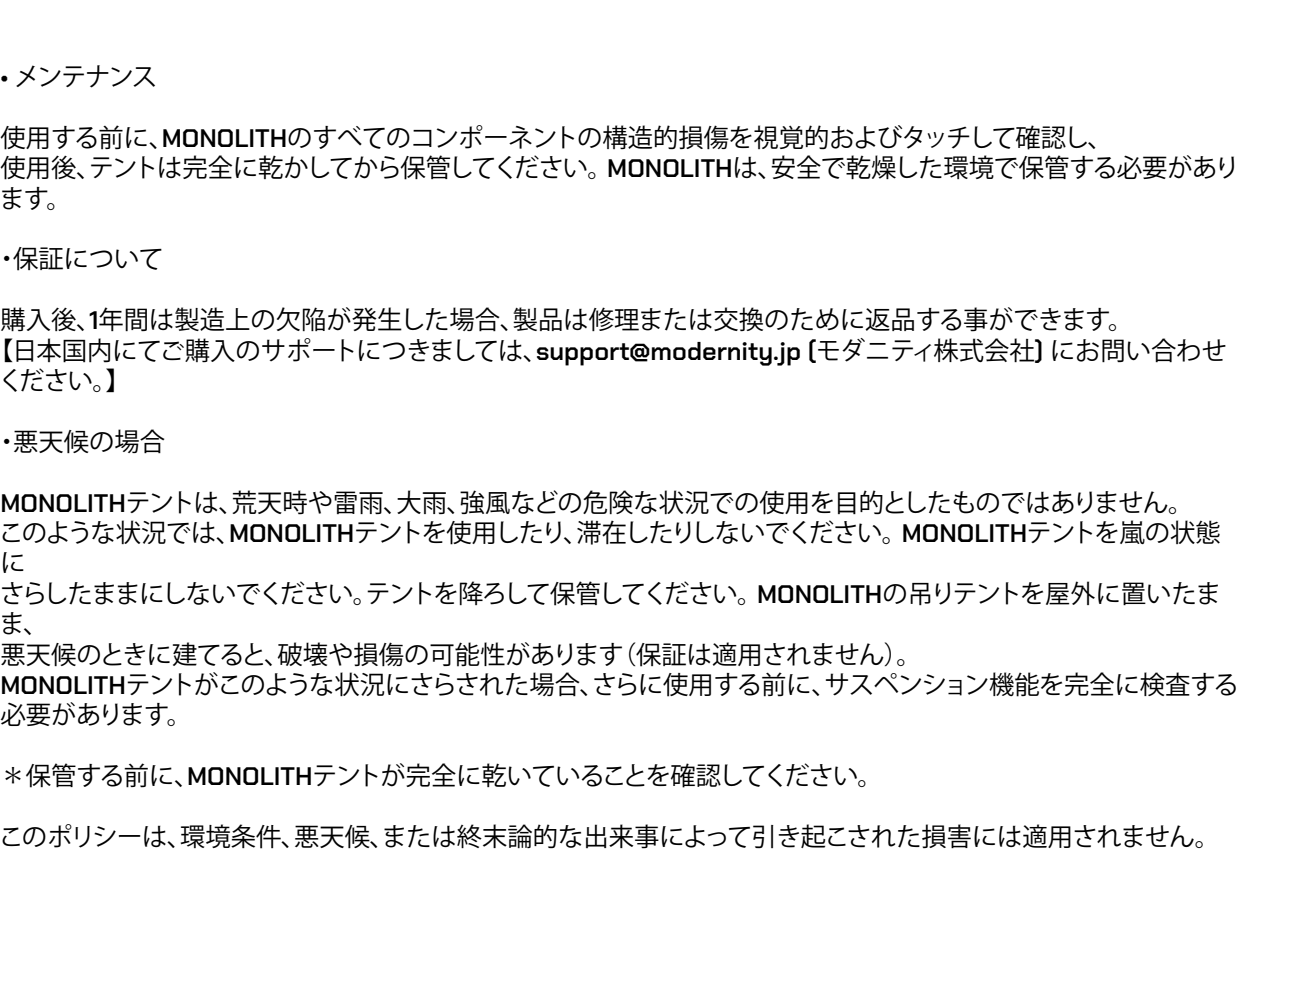 • メンテナンス
使用する前に、MONOLITHのすべてのコンポーネントの構造的損傷を視覚的およびタッチして確認し、
使用後、テントは完全に乾かしてから保管してください。MONOLITHは、安全で乾燥した環境で保管する必要があり
ます。
・保証について
購入後、1年間は製造上の欠陥が発生した場合、製品は修理または交換のために返品する事ができます。
【日本国内にてご購入のサポートにつきましては、support@modernity.jp (モダニティ株式会社) にお問い合わせ
ください。】
・悪天候の場合
MONOLITHテントは、荒天時や雷雨、大雨、強風などの危険な状況での使用を目的としたものではありません。
このような状況では、MONOLITHテントを使用したり、滞在したりしないでください。MONOLITHテントを嵐の状態
に
さらしたままにしないでください。テントを降ろして保管してください。MONOLITHの吊りテントを屋外に置いたま
ま、
悪天候のときに建てると、破壊や損傷の可能性があります（保証は適用されません）。
MONOLITHテントがこのような状況にさらされた場合、さらに使用する前に、サスペンション機能を完全に検査する
必要があります。
＊保管する前に、MONOLITHテントが完全に乾いていることを確認してください。
このポリシーは、環境条件、悪天候、または終末論的な出来事によって引き起こされた損害には適用されません。